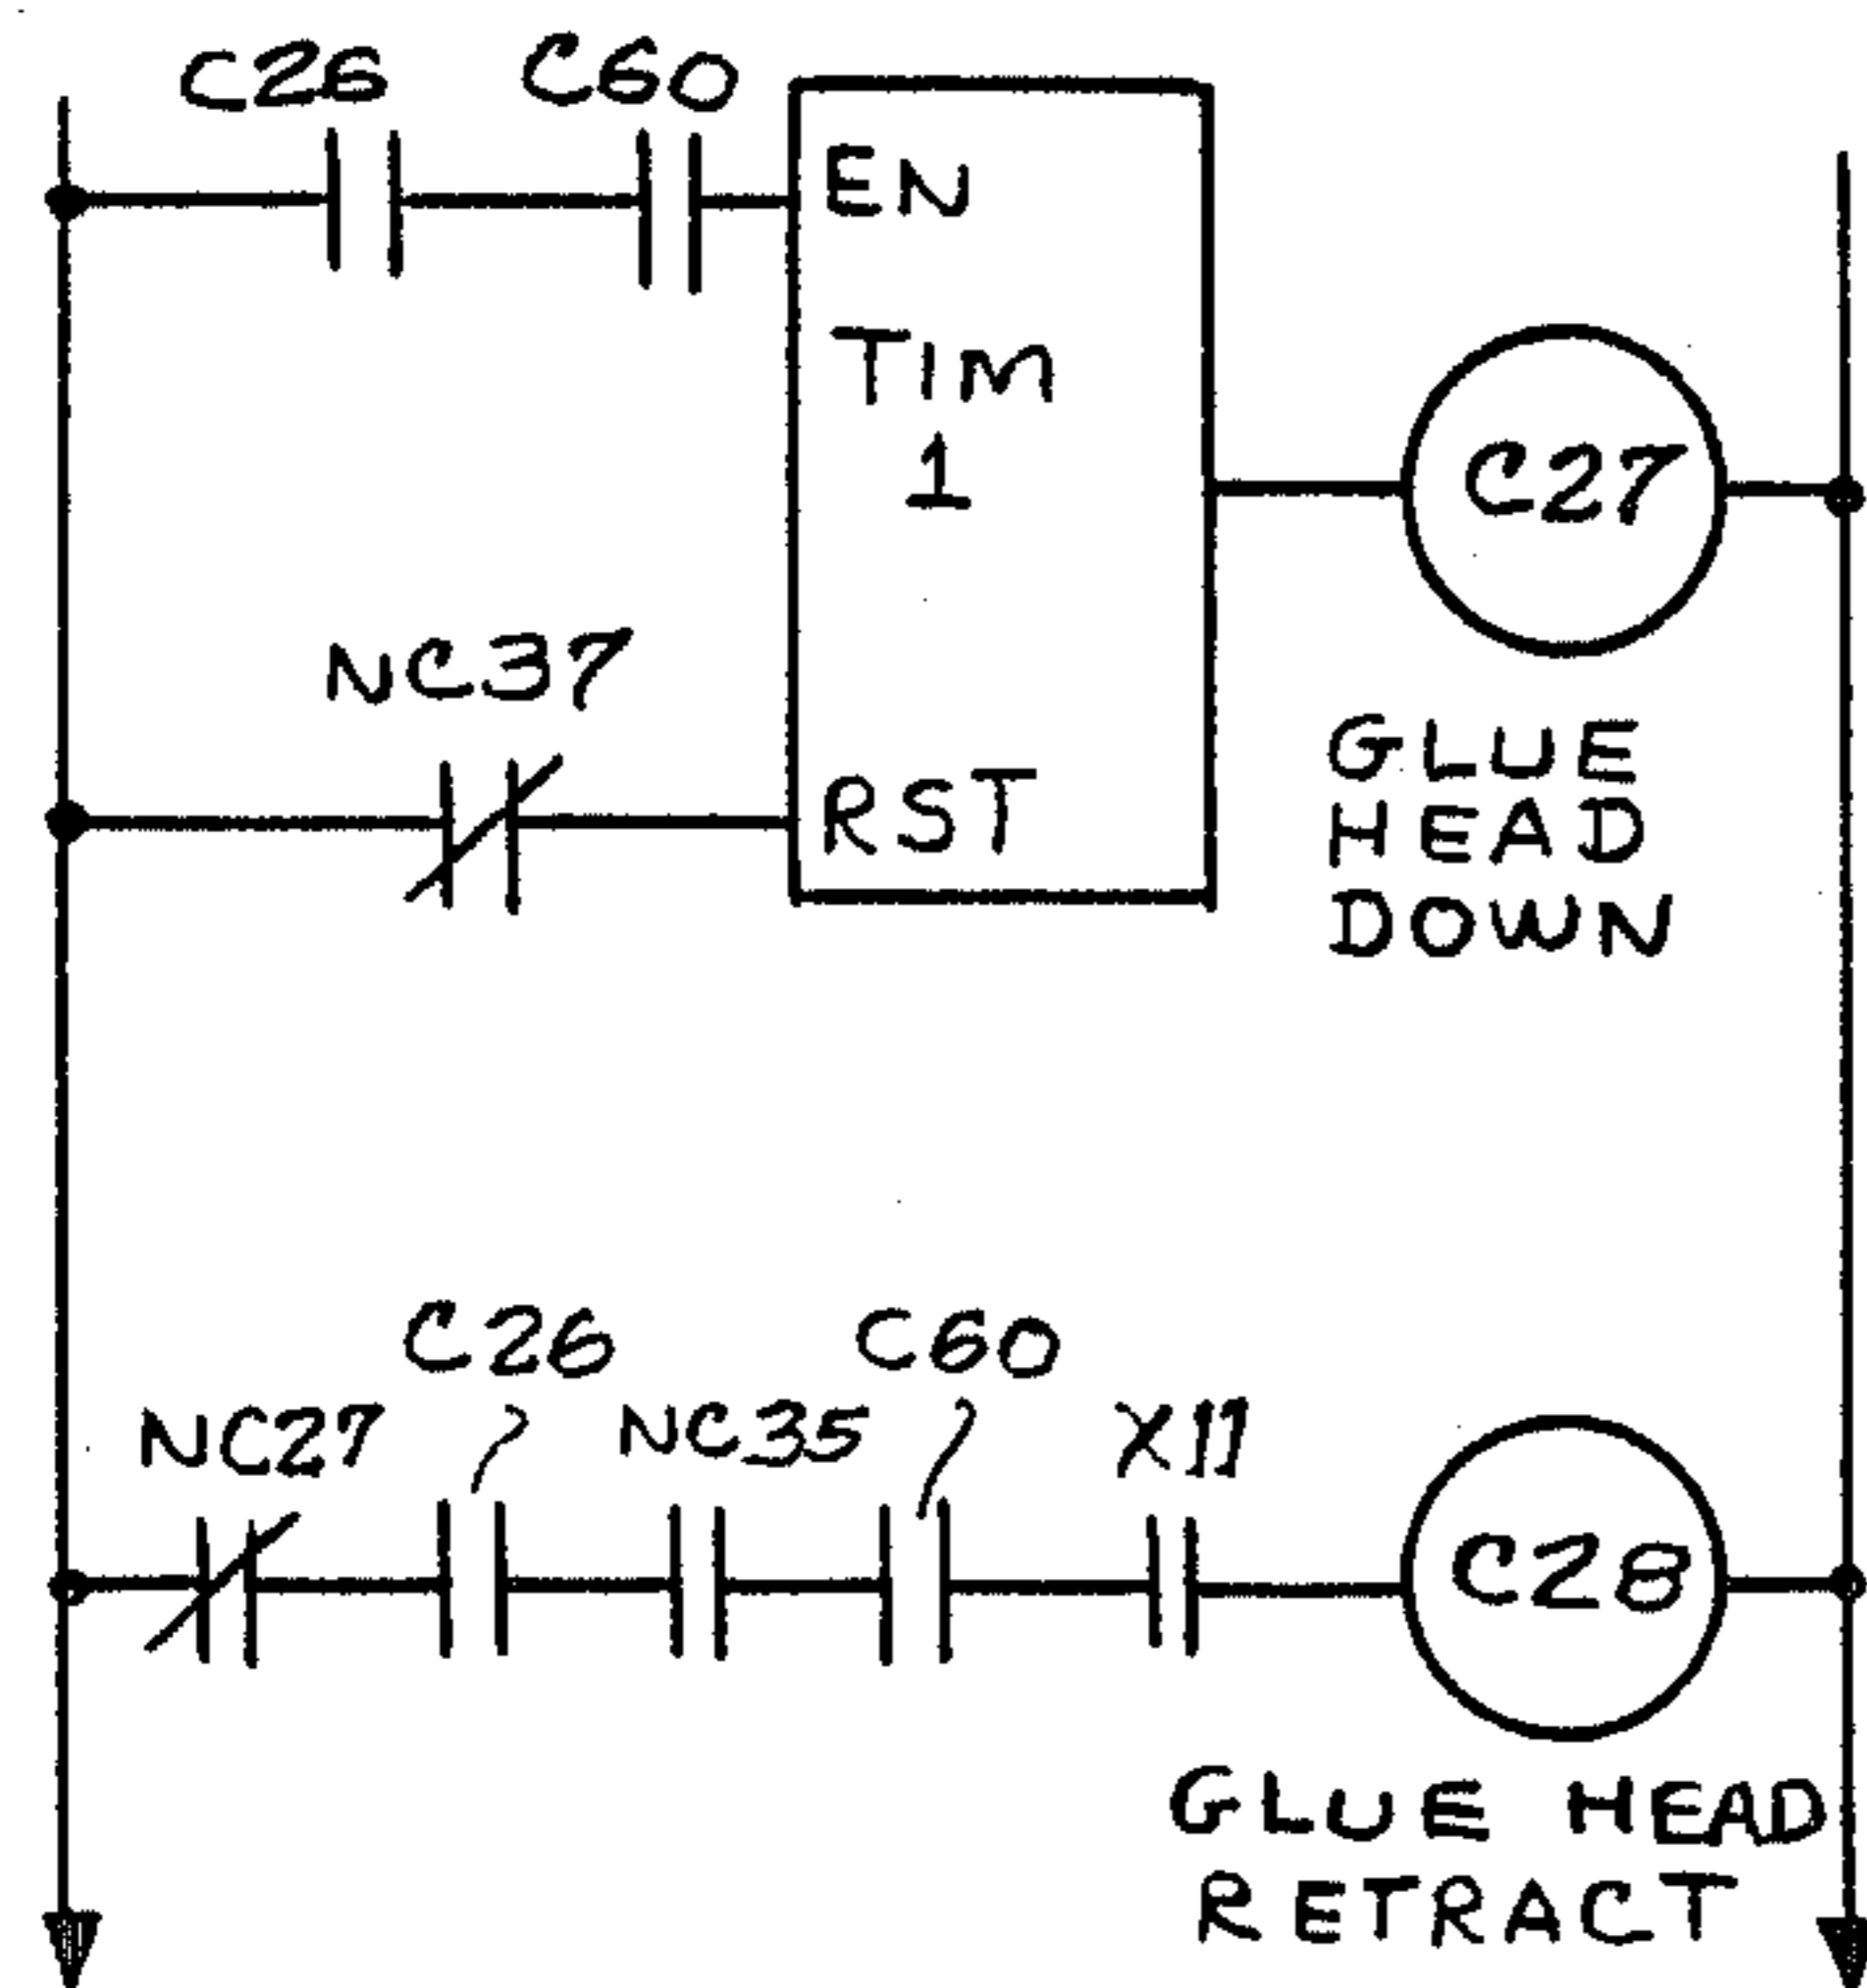 C26 C60
EN
TIM
1
C27
NC37
RST
GLUE
HEAD
DOWN
C26 C60
NC27 NC35 X11
C28
GLUE HEAD
RETRACT